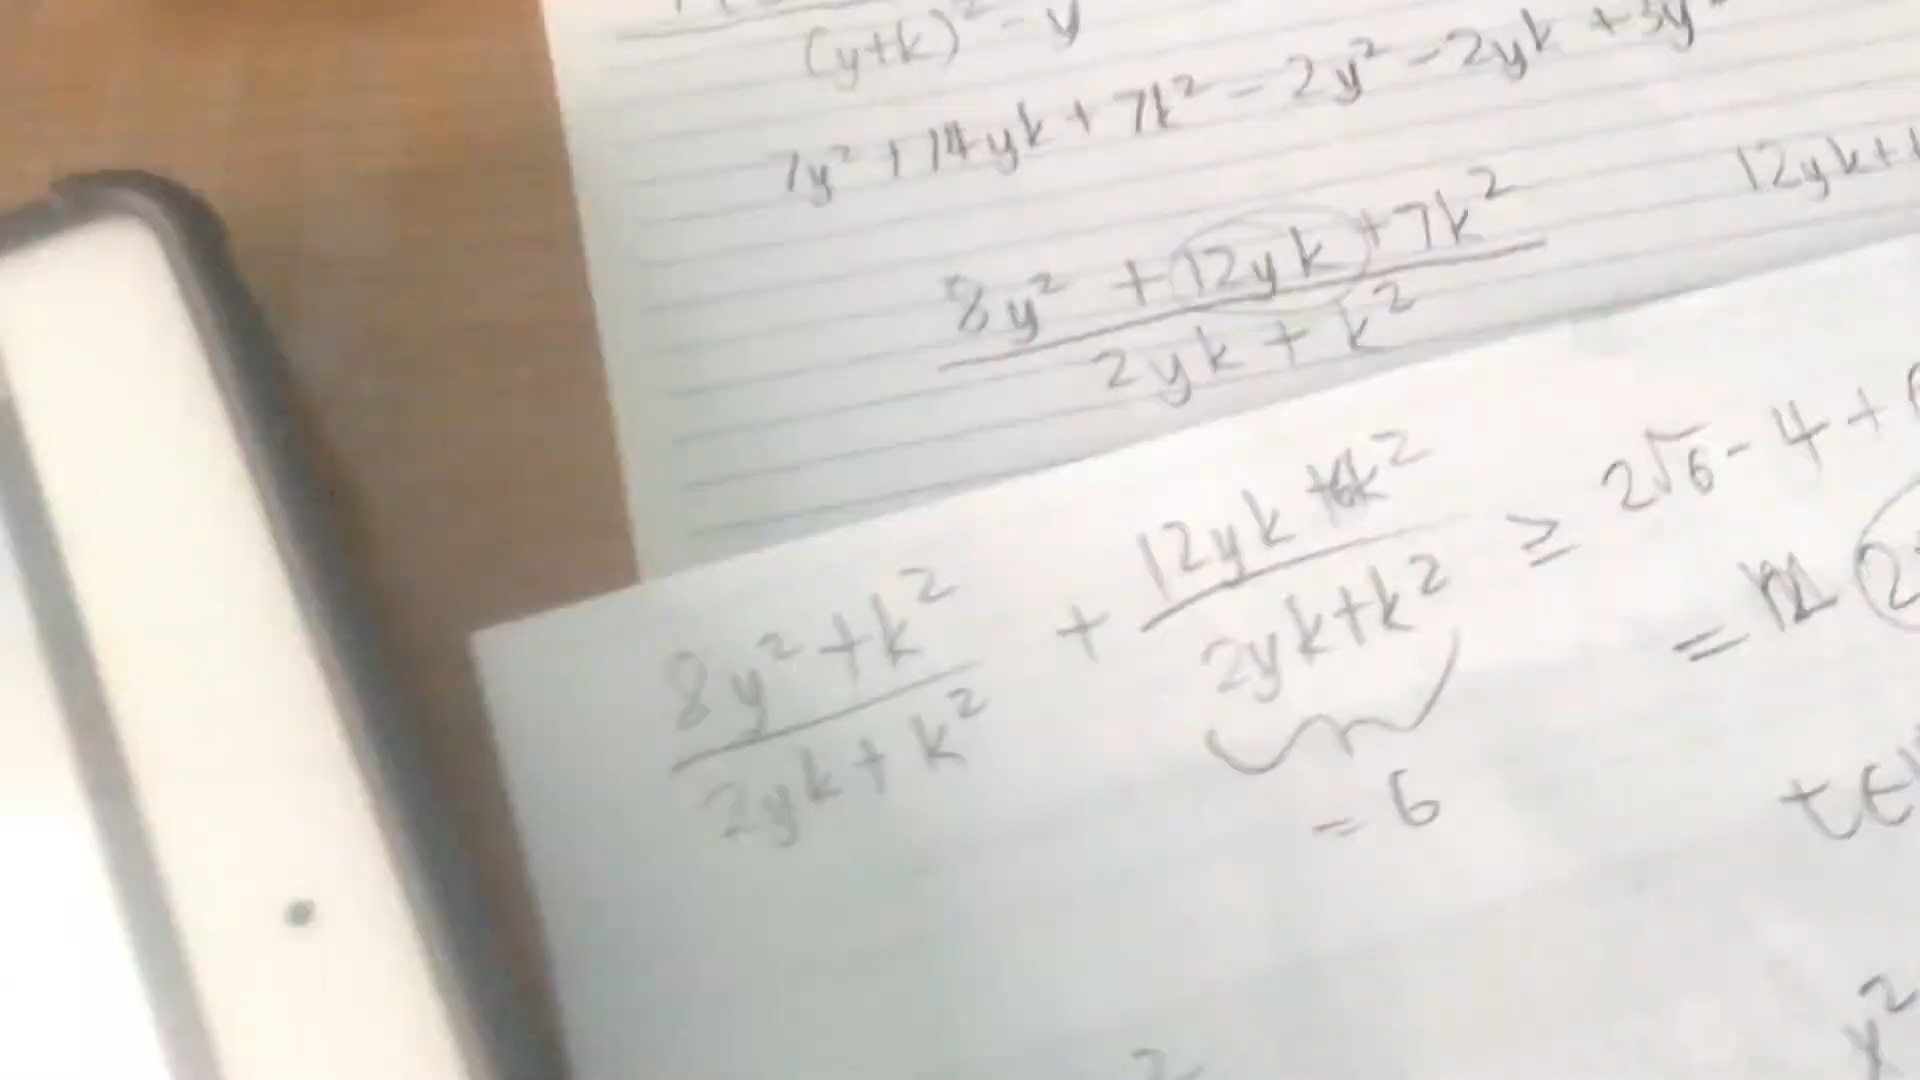 (y+k)² - y
7y² + 14yk + 7k² - 2y² - 2yk + 3y
12yk +
8y² + 12yk + 7k²
2yk + k²
8y² + k² + 12yk + 6k² ≥ 2√6 - 4 +
2yk + k² 2yk + k²
=
= 6